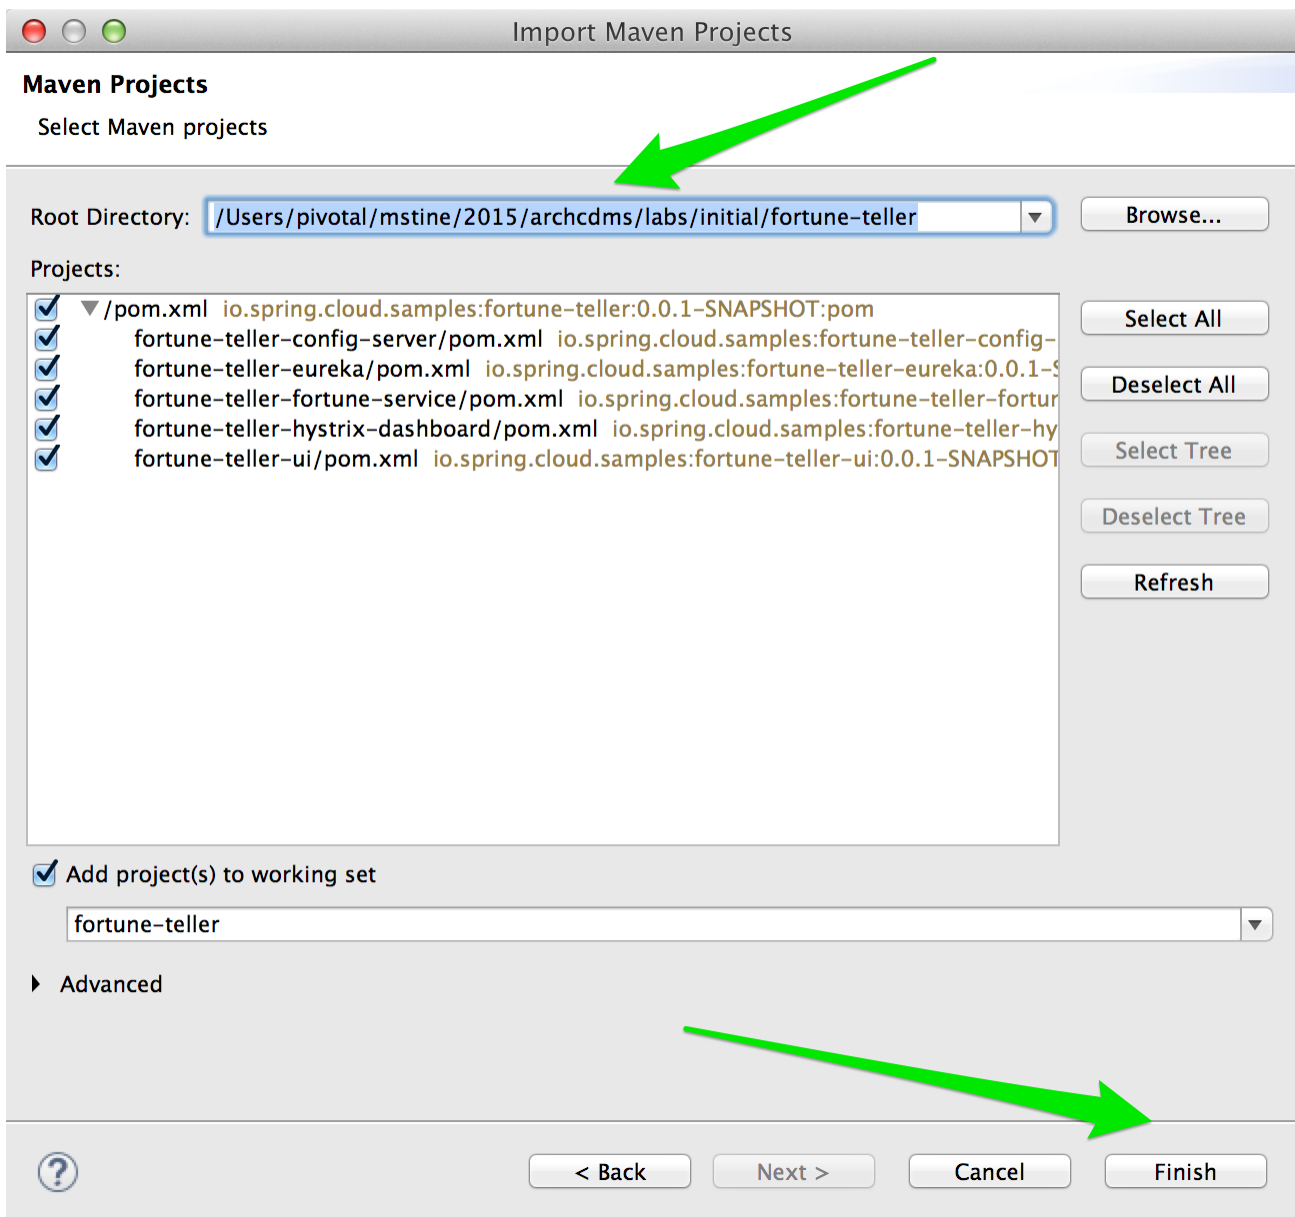 Import Maven Projects
Maven Projects
Select Maven projects
Root Directory: /Users/pivotal/mstine/2015/archcdms/labs/initial/fortune-teller Browse...
Projects:
/pom.xml io.spring.cloud.samples:fortune-teller:0.0.1-SNAPSHOT:pom
fortune-teller-config-server/pom.xml io.spring.cloud.samples:fortune-teller-config-
fortune-teller-eureka/pom.xml io.spring.cloud.samples:fortune-teller-eureka:0.0.1-S
fortune-teller-fortune-service/pom.xml io.spring.cloud.samples:fortune-teller-fortur
fortune-teller-hystrix-dashboard/pom.xml io.spring.cloud.samples:fortune-teller-hy
fortune-teller-ui/pom.xml io.spring.cloud.samples:fortune-teller-ui:0.0.1-SNAPSHOT
Select All
Deselect All
Select Tree
Deselect Tree
Refresh
Add project(s) to working set
fortune-teller
Advanced
? < Back Next > Cancel Finish